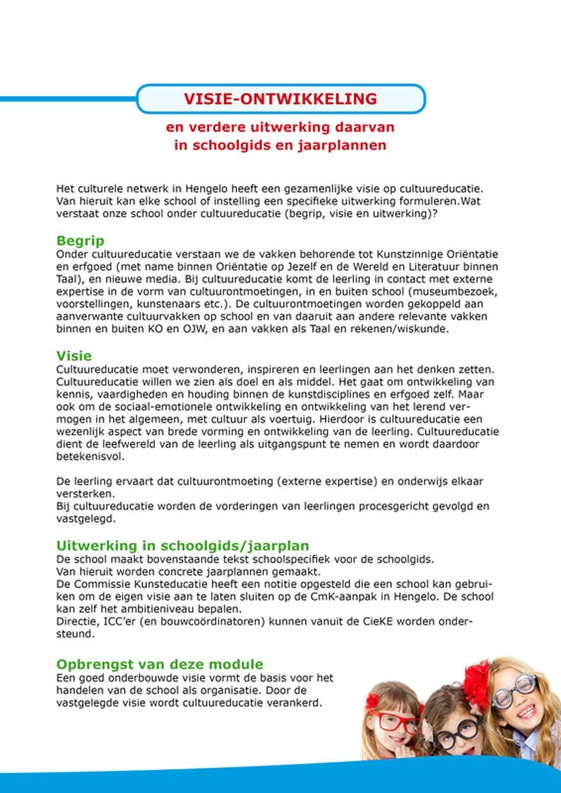 VISIE-ONTWIKKELING
en verdere uitwerking daarvan
in schoolgids en jaarplannen
Het culturele netwerk in Hengelo heeft een gezamenlijke visie op cultuureducatie.
Van hieruit kan elke school of instelling een specifieke uitwerking formuleren.Wat
verstaat onze school onder cultuureducatie (begrip, visie en uitwerking)?
Begrip
Onder cultuureducatie verstaan we de vakken behorende tot Kunstzinnige Oriëntatie
en erfgoed (met name binnen Oriëntatie op Jezelf en de Wereld en Literatuur binnen
Taal), en nieuwe media. Bij cultuureducatie komt de leerling in contact met externe
expertise in de vorm van cultuurontmoetingen, in en buiten school (museumbezoek,
voorstellingen, kunstenaars etc.). De cultuurontmoetingen worden gekoppeld aan
aanverwante cultuurvakken op school en van daaruit aan andere relevante vakken
binnen en buiten KO en OJW, en aan vakken als Taal en rekenen/wiskunde.
Visie
Cultuureducatie moet verwonderen, inspireren en leerlingen aan het denken zetten.
Cultuureducatie willen we zien als doel en als middel. Het gaat om ontwikkeling van
kennis, vaardigheden en houding binnen de kunstdisciplines en erfgoed zelf. Maar
ook om de sociaal-emotionele ontwikkeling en ontwikkeling van het lerend ver-
mogen in het algemeen, met cultuur als voertuig. Hierdoor is cultuureducatie een
wezenlijk aspect van brede vorming en ontwikkeling van de leerling. Cultuureducatie
dient de leefwereld van de leerling als uitgangspunt te nemen en wordt daardoor
betekenisvol.
De leerling ervaart dat cultuurontmoeting (externe expertise) en onderwijs elkaar
versterken.
Bij cultuureducatie worden de vorderingen van leerlingen procesgericht gevolgd en
vastgelegd.
Uitwerking in schoolgids/jaarplan
De school maakt bovenstaande tekst schoolspecifiek voor de schoolgids.
Van hieruit worden concrete jaarplannen gemaakt.
De Commissie Kunsteducatie heeft een notitie opgesteld die een school kan gebrui-
ken om de eigen visie aan te laten sluiten op de CmK-aanpak in Hengelo. De school
kan zelf het ambitieniveau bepalen.
Directie, ICC'er (en bouwcoördinatoren) kunnen vanuit de CieKE worden onder-
steund.
Opbrengst van deze module
Een goed onderbouwde visie vormt de basis voor het
handelen van de school als organisatie. Door de
vastgelegde visie wordt cultuureducatie verankerd.